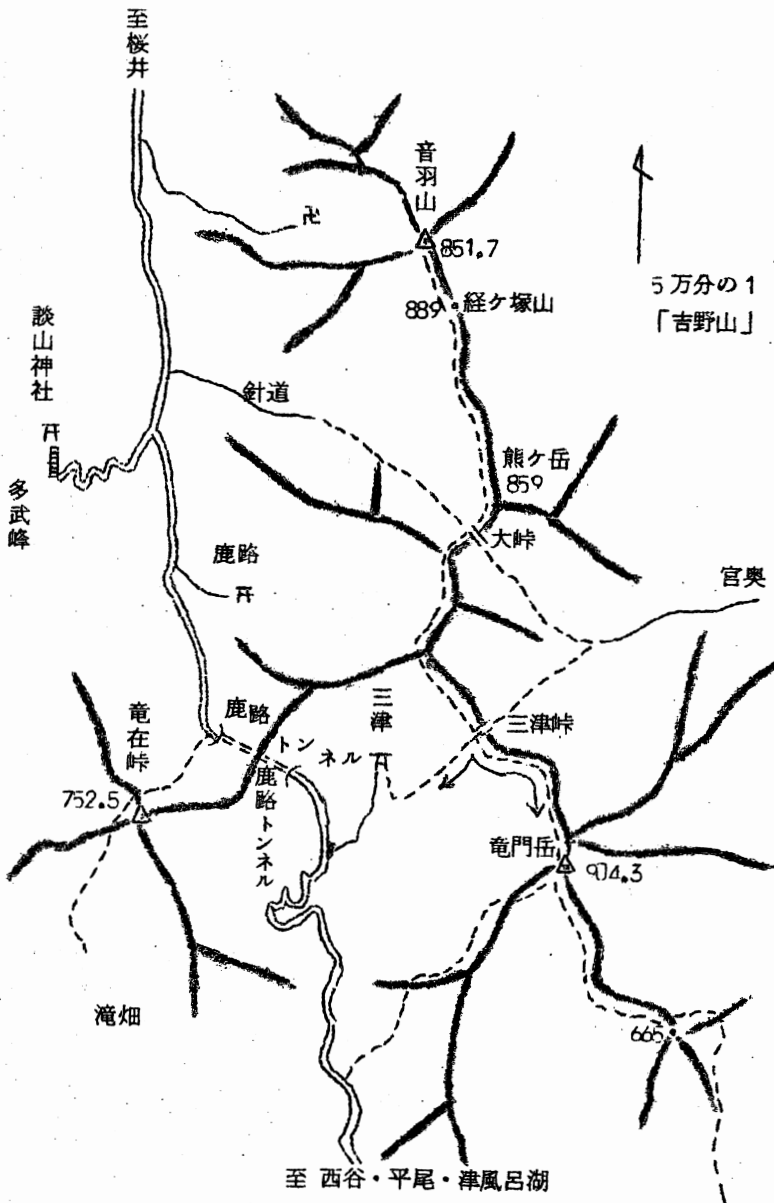 至桜井
音羽山
851.7
889
経ケ塚山
5万分の1
「吉野山」
談山神社
多武峰
針道
熊ケ岳
859
大峠
宮奥
鹿路
竜在峠
752.5
鹿路
トンネル
鹿路トンネル
三津
三津峠
竜門岳
904.3
滝畑
665
至 西谷・平尾・津風呂湖